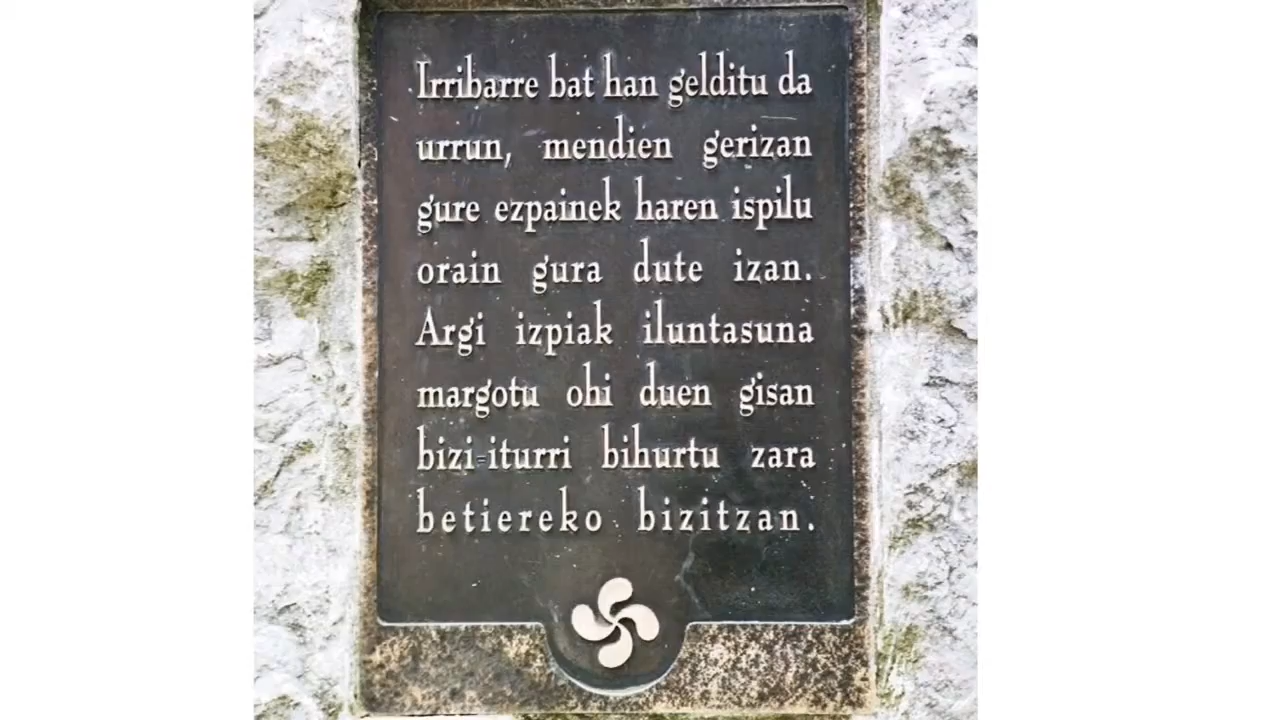 Irribarre bat han gelditu da
urrun, mendien gerizan
gure ezpainek haren ispilu
orain gura dute izan.
Argi izpiak iluntasuna
margotu ohi duen gisan
bizi-iturri bihurtu zara
betiereko bizitzan.